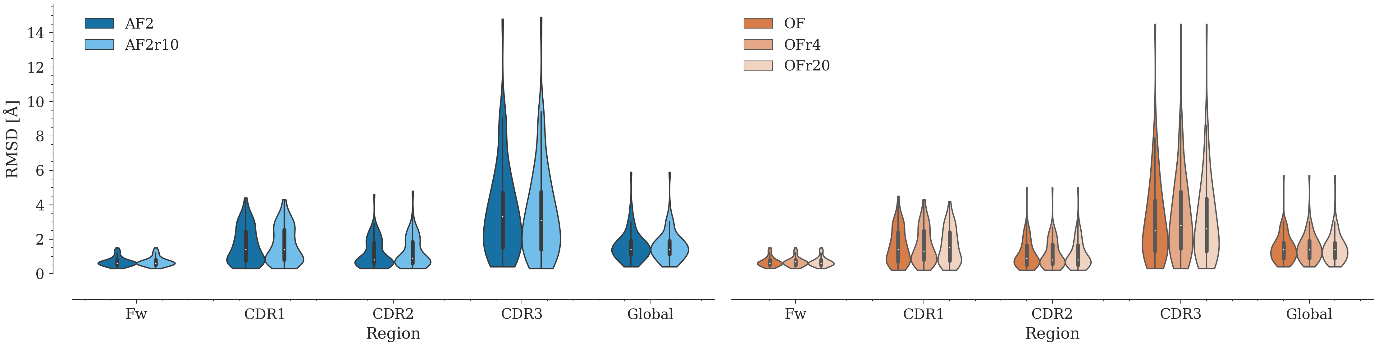 AF2
AF2r10
RMSD [Å]
14
12
10
8
6
4
2
0
Fw
CDR1
CDR2
CDR3
Global
Region
OF
OFr4
OFr20
Fw
CDR1
CDR2
CDR3
Global
Region